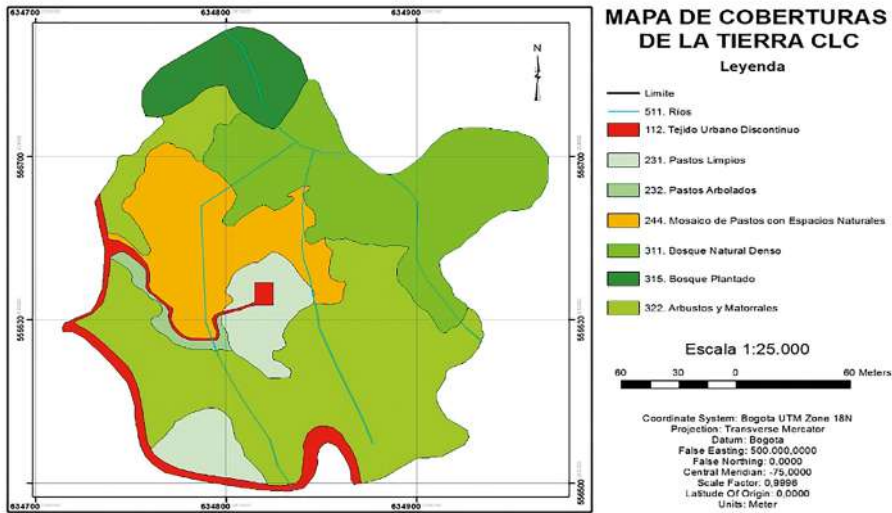 634700
634800
634900
MAPA DE COBERTURAS
DE LA TIERRA CLC
Leyenda
N
Limite
511. Ríos
112. Tejido Urbano Discontinuo
231. Pastos Limpios
232. Pastos Arbolados
244. Mosaico de Pastos con Espacios Naturales
311. Bosque Natural Denso
315. Bosque Plantado
322. Arbustos y Matorrales
556700
556700
556600
Escala 1:25.000
60 30 0 60 Meters
Coordinate System: Bogota UTM Zone 18N
Projection: Transverse Mercator
Datum: Bogota
False Easting: 500.000,0000
False Northing: 0,0000
Central Meridian: -75,0000
Scale Factor: 0,9996
Latitude Of Origin: 0,0000
Units: Meter
634700
634800
634900